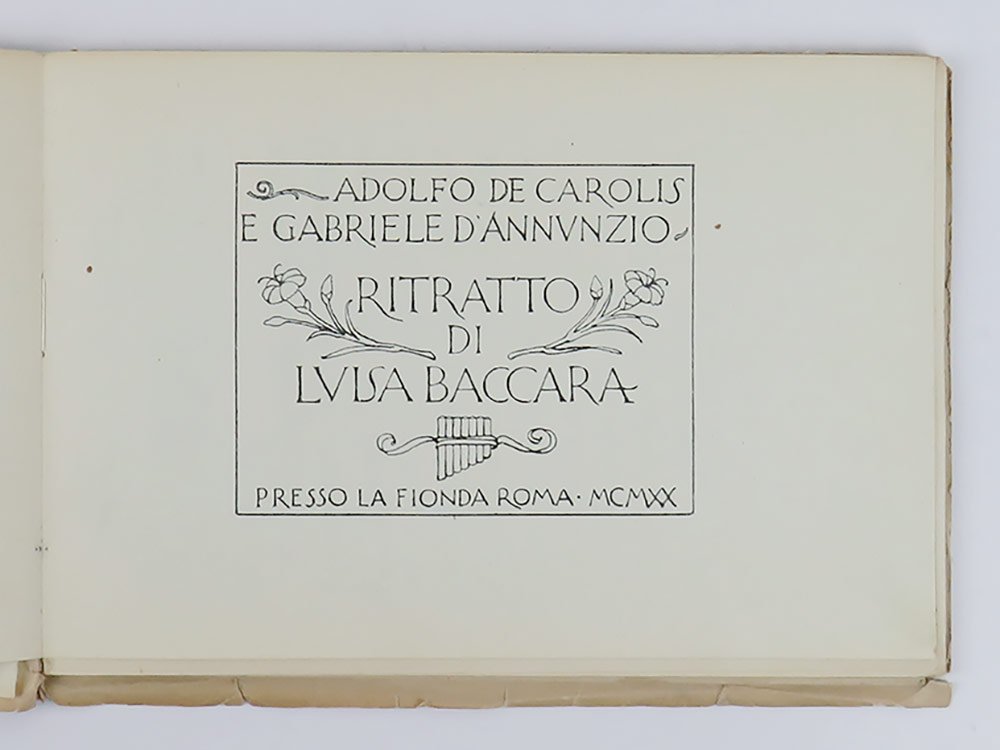 ADOLFO DE CAROLIS
E GABRIELE D'ANNVNZIO
RITRATTO
DI
LVISA BACCARA
PRESSO LA FIONDA ROMA · MCMXX